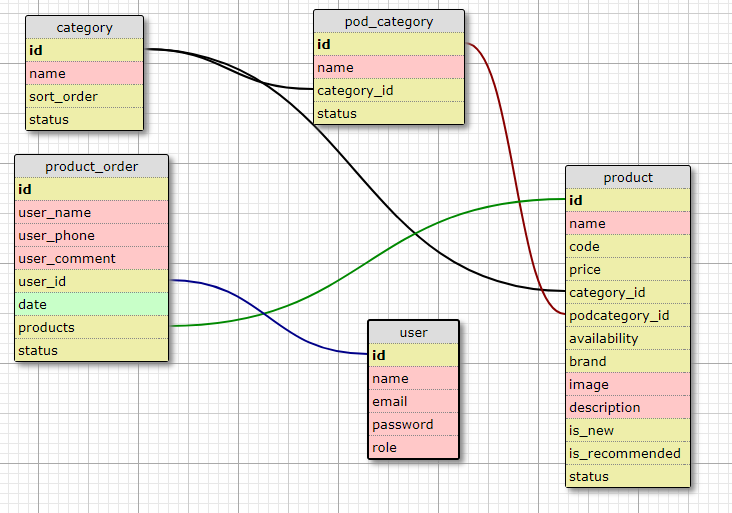 category
id
name
sort_order
status
pod_category
id
name
category_id
status
product_order
id
user_name
user_phone
user_comment
user_id
date
products
status
user
id
name
email
password
role
product
id
name
code
price
category_id
podcategory_id
availability
brand
image
description
is_new
is_recommended
status